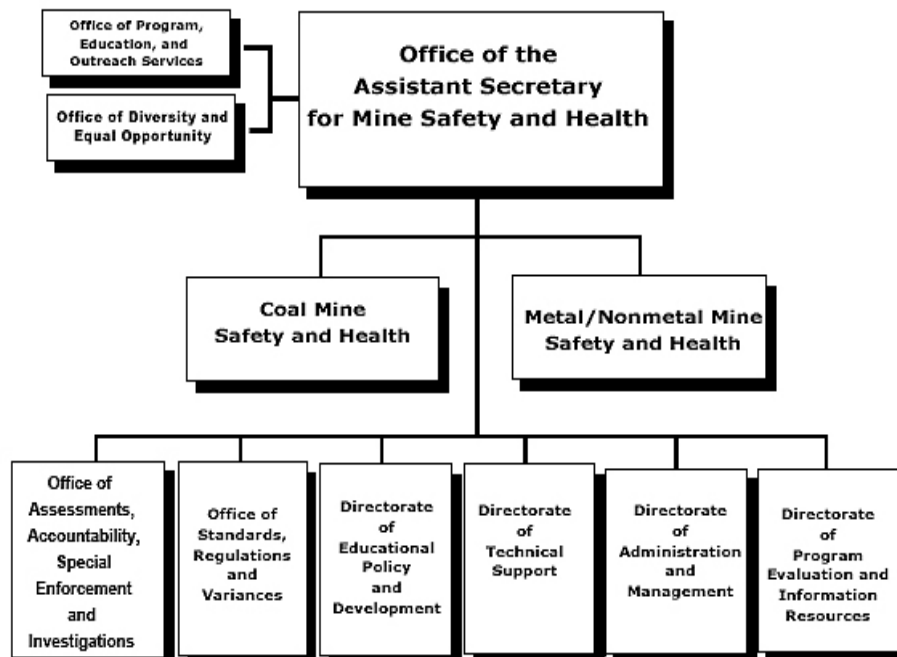 Office of Program,
Education, and
Outreach Services
Office of the
Assistant Secretary
for Mine Safety and Health
Office of Diversity and
Equal Opportunity
Coal Mine
Safety and Health
Metal/Nonmetal Mine
Safety and Health
Office of
Assessments,
Accountability,
Special
Enforcement
and
Investigations
Office of
Standards,
Regulations
and
Variances
Directorate
of
Educational
Policy
and
Development
Directorate
of
Technical
Support
Directorate
of
Administration
and
Management
Directorate
of
Program
Evaluation and
Information
Resources